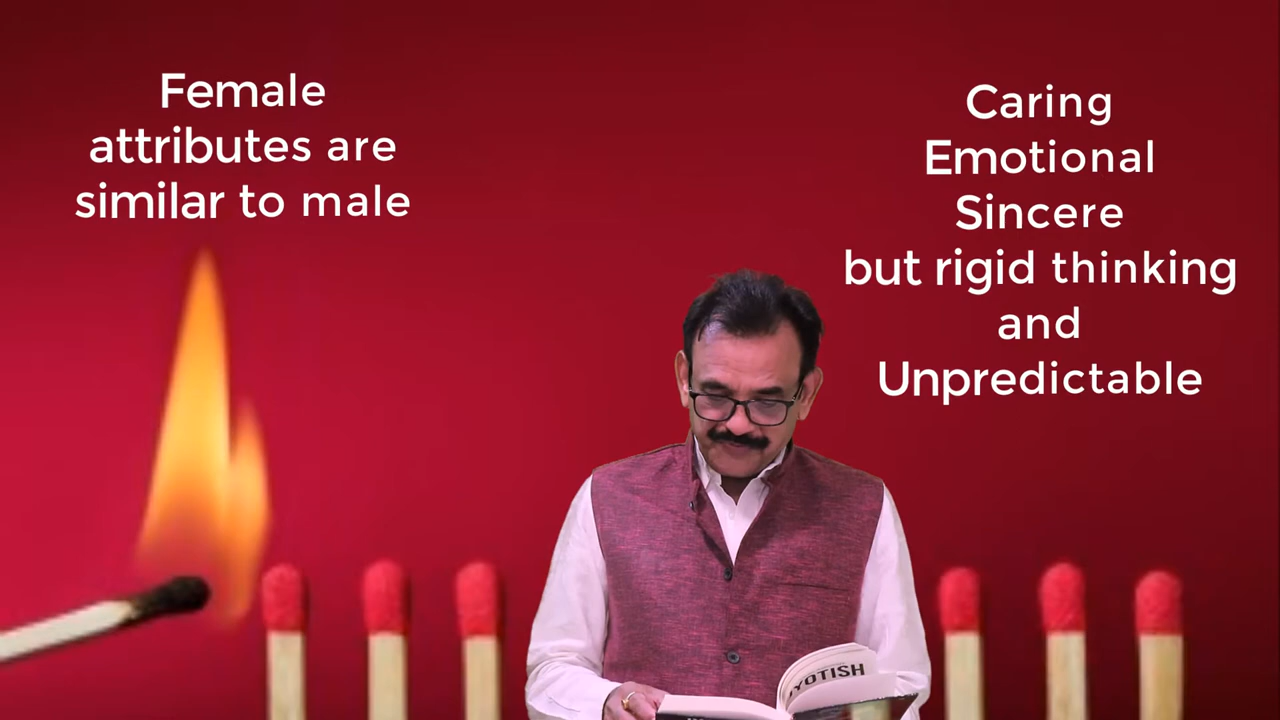 Female
attributes are
similar to male
Caring
Emotional
Sincere
but rigid thinking
and
Unpredictable
YOTISH